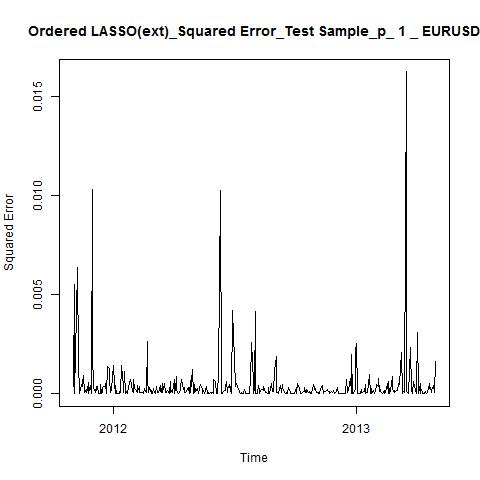 Ordered LASSO(ext)_Squared Error_Test Sample_p_ 1 _ EURUSD
Squared Error
0.015
0.010
0.005
0.000
2012 2013
Time